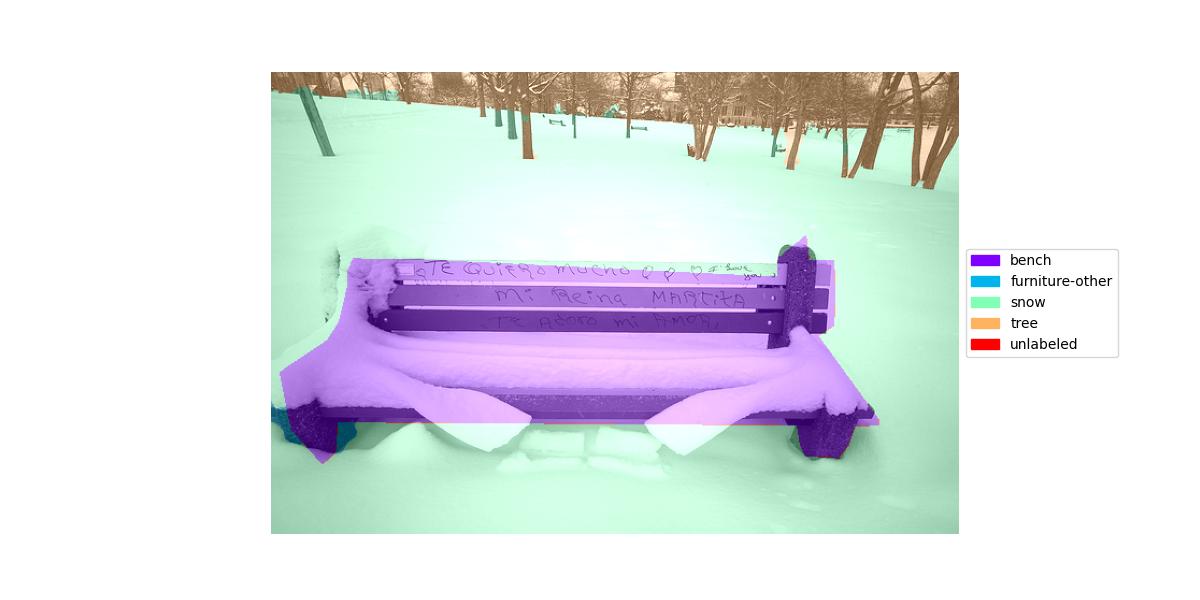 TE QUiERo mucho I Love you
mi Reina MARtitA
TE ADoro mi AMOR,
bench
furniture-other
snow
tree
unlabeled